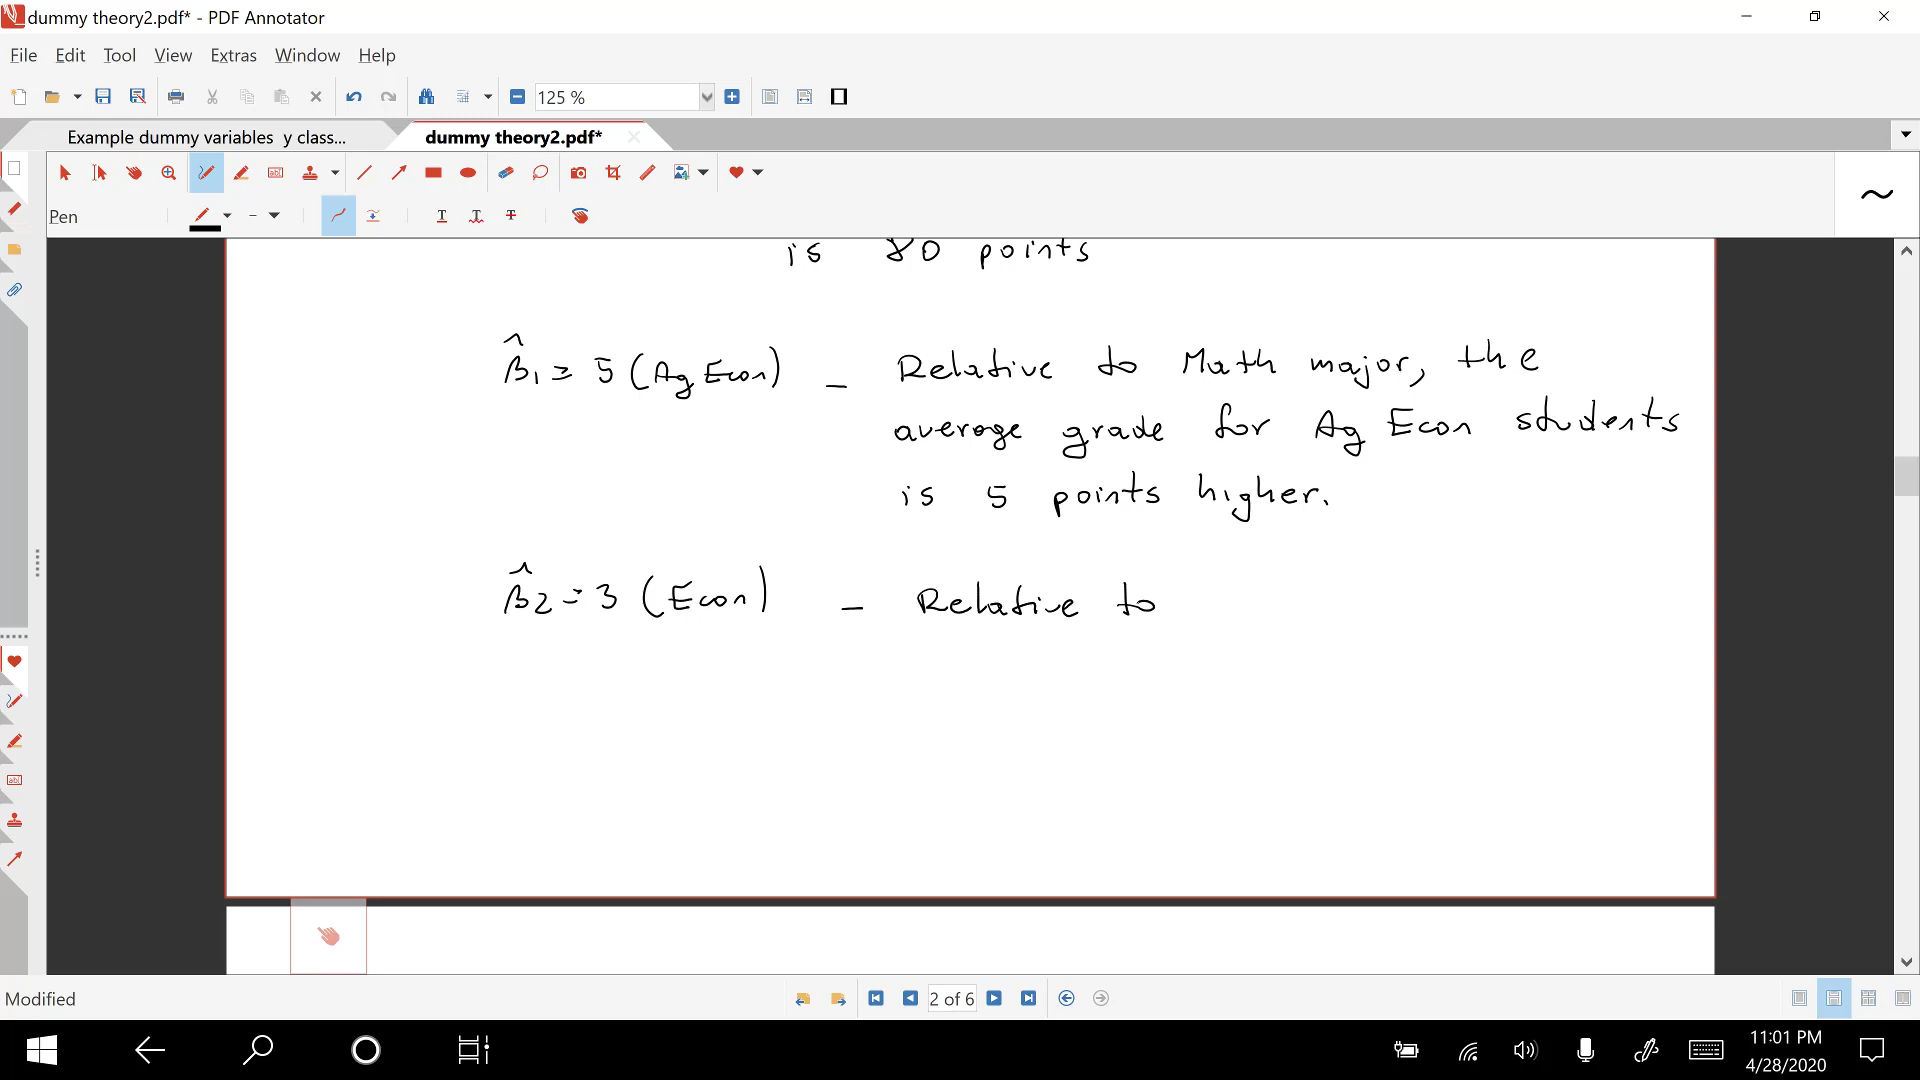 dummy theory2.pdf* - PDF Annotator
File Edit Tool View Extras Window Help
125 %
Example dummy variables y class...
dummy theory2.pdf*
Pen
is 80 points
β̂1 = 5 (Ag Econ) - Relative to Math major, the
average grade for Ag Econ students
is 5 points higher.
β̂2 = 3 (Econ) - Relative to
Modified
2 of 6
11:01 PM
4/28/2020